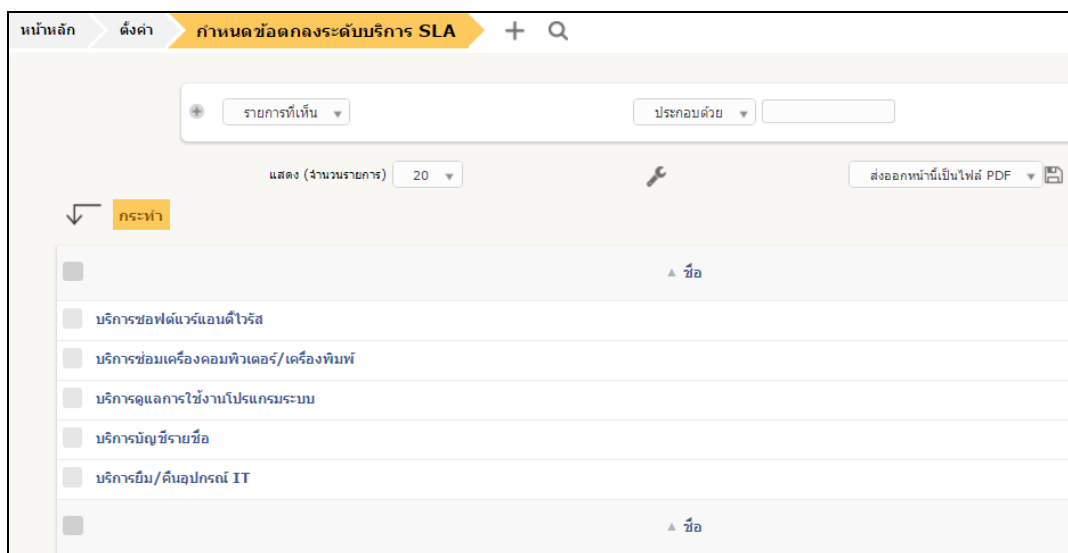 หน้าหลัก ตั้งค่า กำหนดข้อตกลงระดับบริการ SLA
รายการที่เห็น ประกอบด้วย
แสดง (จำนวนรายการ) 20 ส่งออกหน้านี้เป็นไฟล์ PDF
กระทำ
ชื่อ
บริการซอฟต์แวร์แอนตี้ไวรัส
บริการซ่อมเครื่องคอมพิวเตอร์/เครื่องพิมพ์
บริการดูแลการใช้งานโปรแกรมระบบ
บริการบัญชีรายชื่อ
บริการยืม/คืนอุปกรณ์ IT
ชื่อ